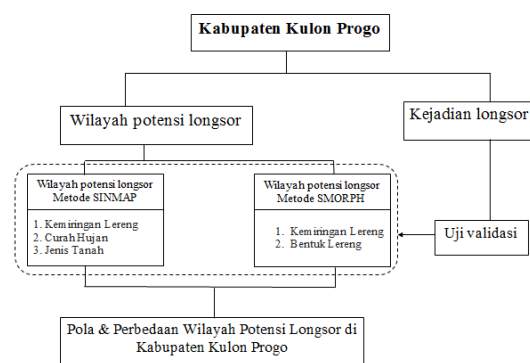 Kabupaten Kulon Progo
Wilayah potensi longsor
Kejadian longsor
Wilayah potensi longsor
Metode SINMAP
1. Kemiringan Lereng
2. Curah Hujan
3. Jenis Tanah
Wilayah potensi longsor
Metode SMORPH
1. Kemiringan Lereng
2. Bentuk Lereng
Uji validasi
Pola & Perbedaan Wilayah Potensi Longsor di
Kabupaten Kulon Progo